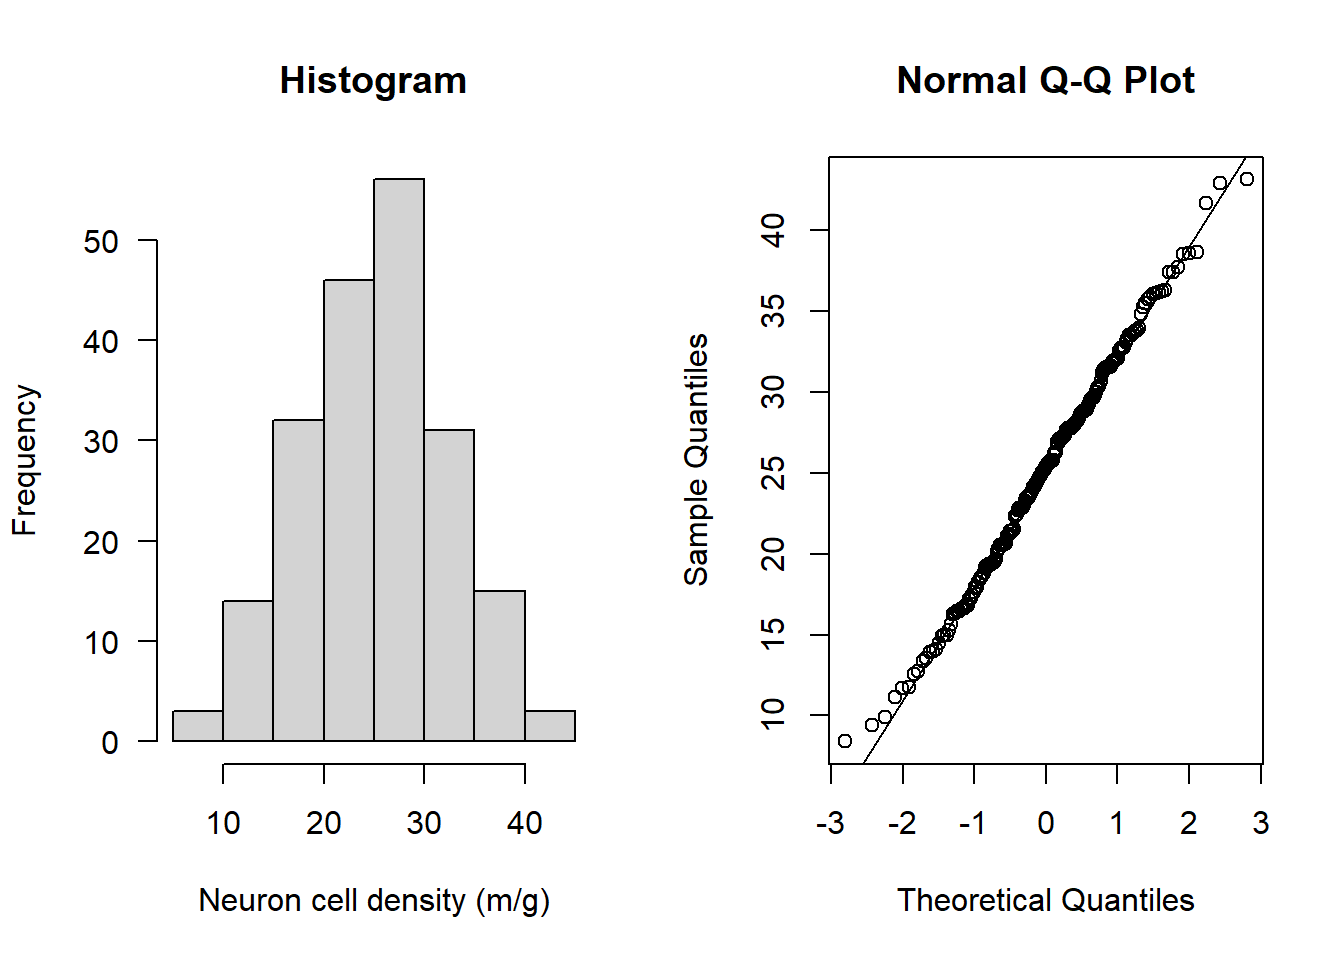 Histogram
Frequency
0
10
20
30
40
50
10 20 30 40
Neuron cell density (m/g)
Normal Q-Q Plot
Sample Quantiles
10
15
20
25
30
35
40
-3 -2 -1 0 1 2 3
Theoretical Quantiles